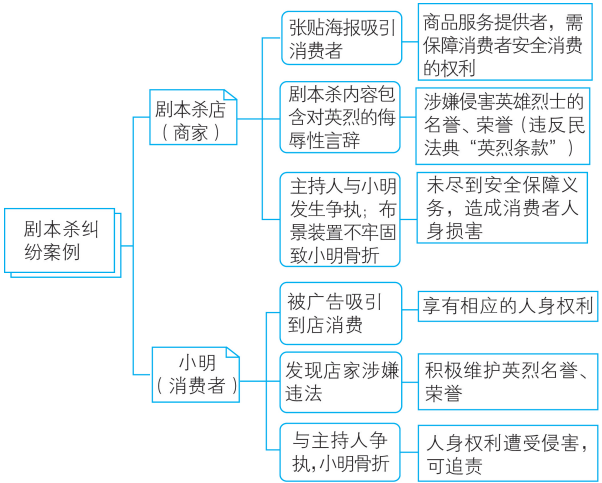 剧本杀纠
纷案例
剧本杀店
（商家）
张贴海报吸引
消费者
商品服务提供者，需
保障消费者安全消费
的权利
剧本杀内容包
含对英烈的侮
辱性言辞
涉嫌侵害英雄烈士的
名誉、荣誉（违反民
法典“英烈条款”）
主持人与小明
发生争执；布
景装置不牢固
致小明骨折
未尽到安全保障义
务，造成消费者人
身损害
小明
（消费者）
被广告吸引
到店消费
享有相应的人身权利
发现店家涉嫌
违法
积极维护英烈名誉、
荣誉
与主持人争
执，小明骨折
人身权利遭受侵害，
可追责